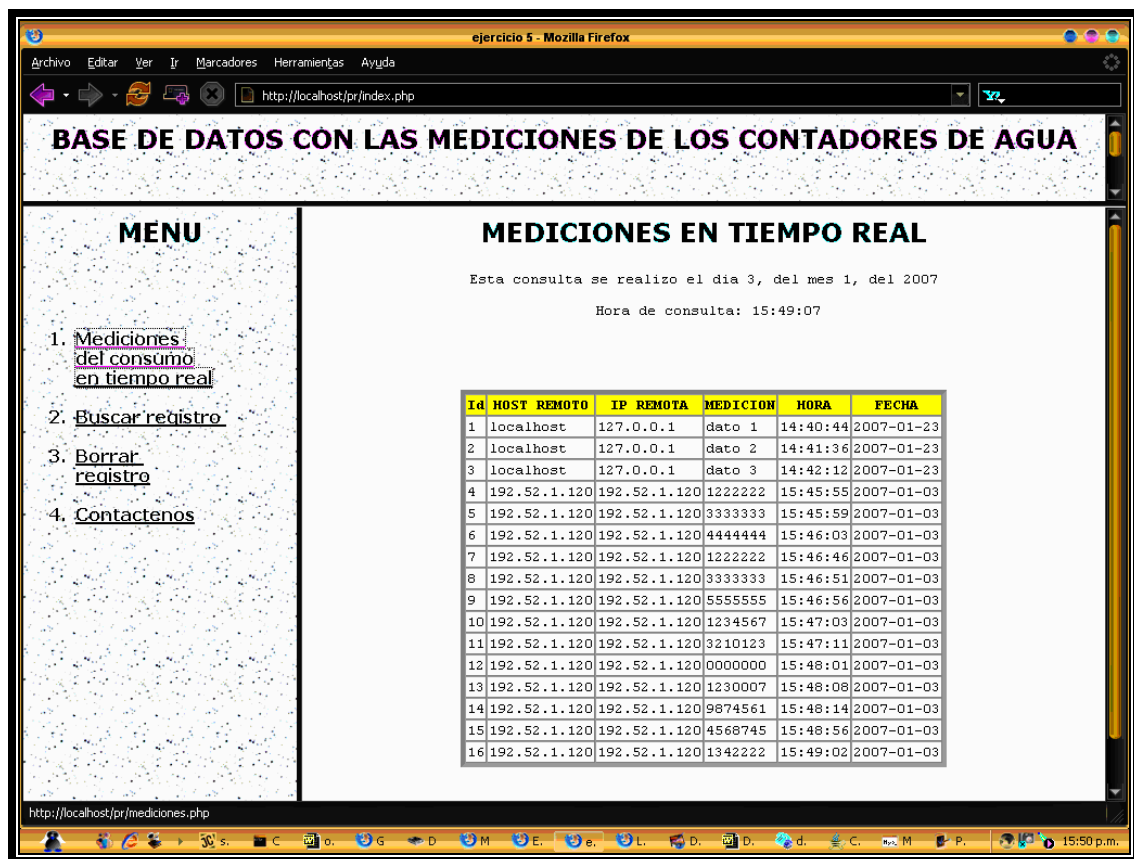 ejercicio 5 - Mozilla Firefox
Archivo Editar Ver Ir Marcadores Herramientas Ayuda
http://localhost/pr/index.php
BASE DE DATOS CON LAS MEDICIONES DE LOS CONTADORES DE AGUA
MENU
1. Mediciones
del consumo
en tiempo real
2. Buscar registro
3. Borrar
registro
4. Contactenos
MEDICIONES EN TIEMPO REAL
Esta consulta se realizo el dia 3, del mes 1, del 2007
Hora de consulta: 15:49:07
Id HOST REMOTO IP REMOTA MEDICION HORA FECHA
1 localhost 127.0.0.1 dato 1 14:40:44 2007-01-23
2 localhost 127.0.0.1 dato 2 14:41:36 2007-01-23
3 localhost 127.0.0.1 dato 3 14:42:12 2007-01-23
4 192.52.1.120 192.52.1.120 1222222 15:45:55 2007-01-03
5 192.52.1.120 192.52.1.120 3333333 15:45:59 2007-01-03
6 192.52.1.120 192.52.1.120 4444444 15:46:03 2007-01-03
7 192.52.1.120 192.52.1.120 1222222 15:46:46 2007-01-03
8 192.52.1.120 192.52.1.120 3333333 15:46:51 2007-01-03
9 192.52.1.120 192.52.1.120 5555555 15:46:56 2007-01-03
10 192.52.1.120 192.52.1.120 1234567 15:47:03 2007-01-03
11 192.52.1.120 192.52.1.120 3210123 15:47:11 2007-01-03
12 192.52.1.120 192.52.1.120 0000000 15:48:01 2007-01-03
13 192.52.1.120 192.52.1.120 1230007 15:48:08 2007-01-03
14 192.52.1.120 192.52.1.120 9874561 15:48:14 2007-01-03
15 192.52.1.120 192.52.1.120 4568745 15:48:56 2007-01-03
16 192.52.1.120 192.52.1.120 1342222 15:49:02 2007-01-03
http://localhost/pr/mediciones.php
s. C o. G D M E. e. L. D. D. d. C. M P. 15:50 p.m.